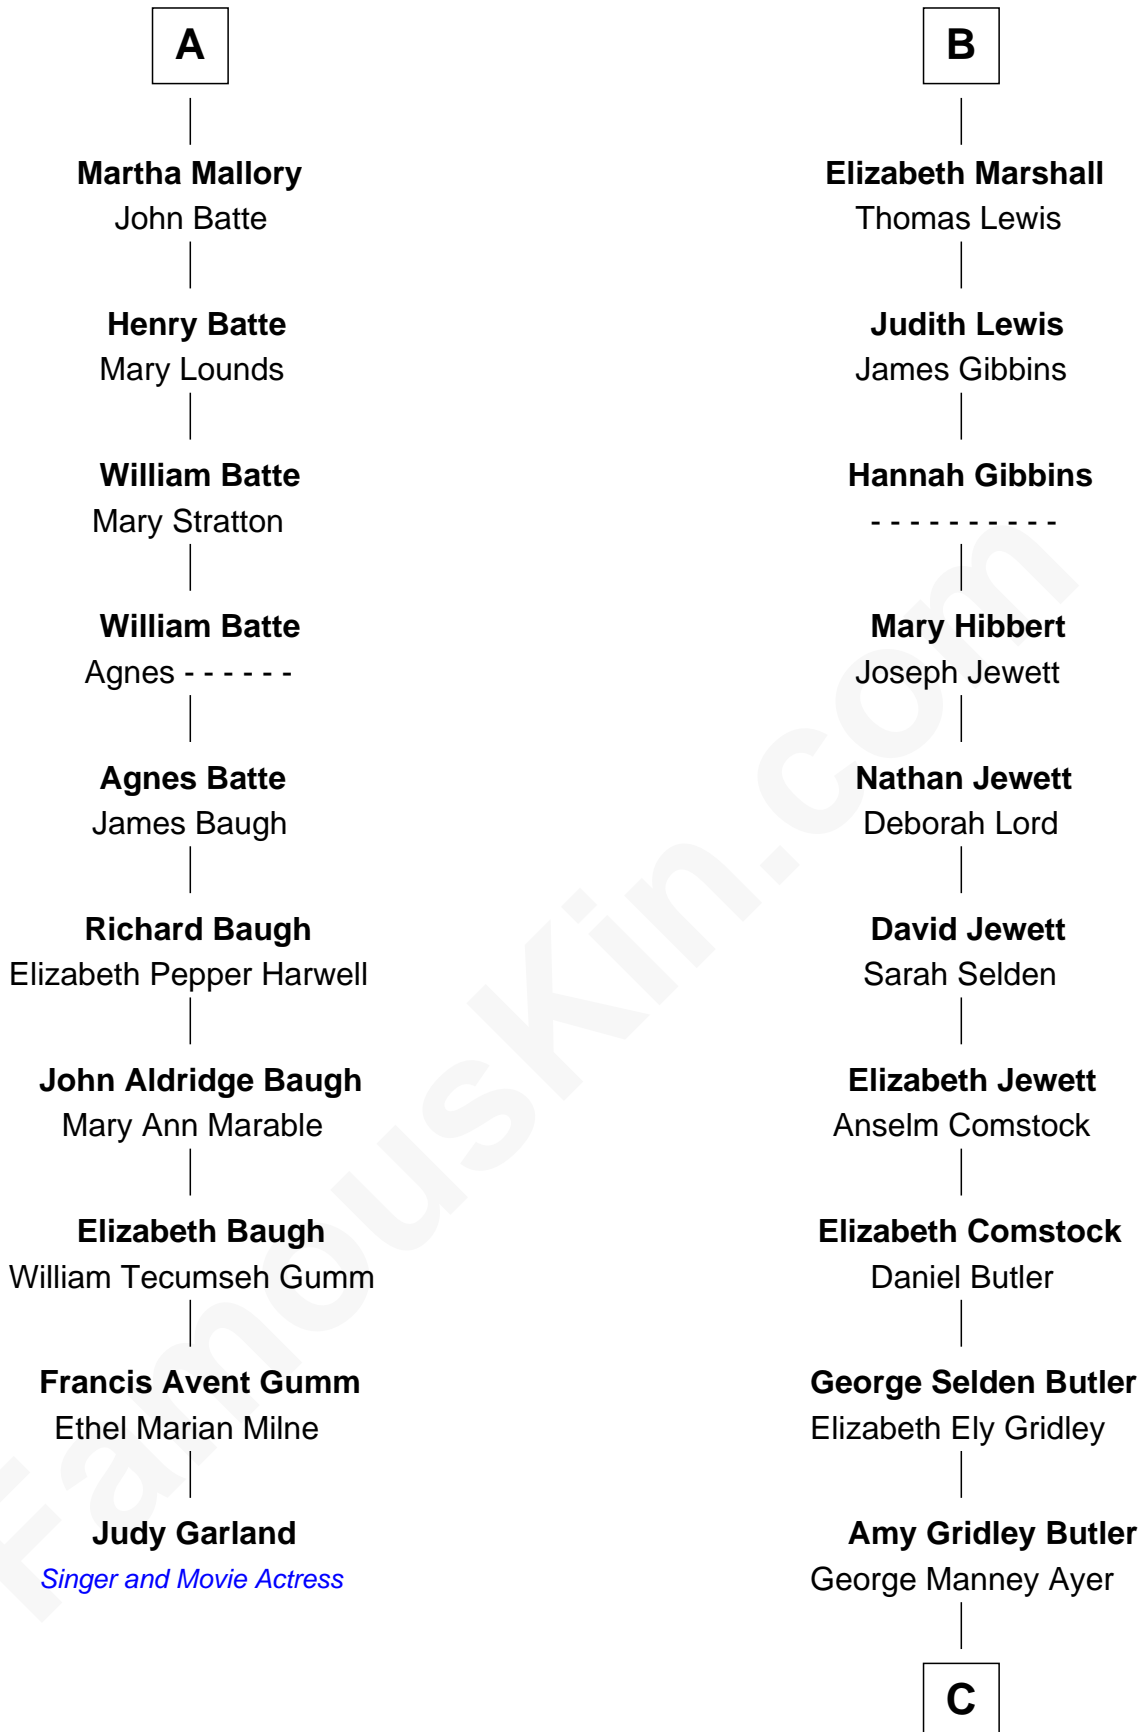 A
Martha Mallory
John Batte
Henry Batte
Mary Lounds
William Batte
Mary Stratton
William Batte
Agnes - - - - - -
Agnes Batte
James Baugh
Richard Baugh
Elizabeth Pepper Harwell
John Aldridge Baugh
Mary Ann Marable
Elizabeth Baugh
William Tecumseh Gumm
Francis Avent Gumm
Ethel Marian Milne
Judy Garland
Singer and Movie Actress
B
Elizabeth Marshall
Thomas Lewis
Judith Lewis
James Gibbins
Hannah Gibbins
- - - - - - - - - -
Mary Hibbert
Joseph Jewett
Nathan Jewett
Deborah Lord
David Jewett
Sarah Selden
Elizabeth Jewett
Anselm Comstock
Elizabeth Comstock
Daniel Butler
George Selden Butler
Elizabeth Ely Gridley
Amy Gridley Butler
George Manney Ayer
C
FamousKin.com